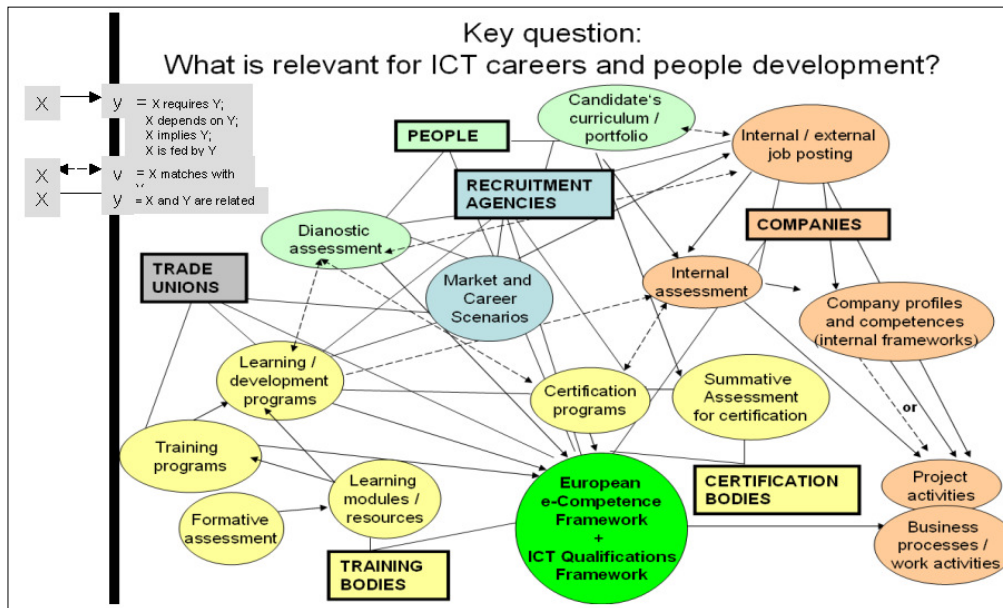 Key question:
What is relevant for ICT careers and people development?
X
y = X requires Y;
X depends on Y;
X implies Y;
X is fed by Y
X
y = X matches with
X
y = X and Y are related
Candidate's
curriculum /
portfolio
PEOPLE
Internal / external
job posting
RECRUITMENT
AGENCIES
COMPANIES
Dianostic
assessment
TRADE
UNIONS
Market and
Career
Scenarios
Internal
assessment
Company profiles
and competences
(internal frameworks)
Learning /
development
programs
Certification
programs
Summative
Assessment
for certification
or
Training
programs
Learning
modules /
resources
Formative
assessment
European
e-Competence
Framework
+
ICT Qualifications
Framework
CERTIFICATION
BODIES
Project
activities
Business
processes /
work activities
TRAINING
BODIES